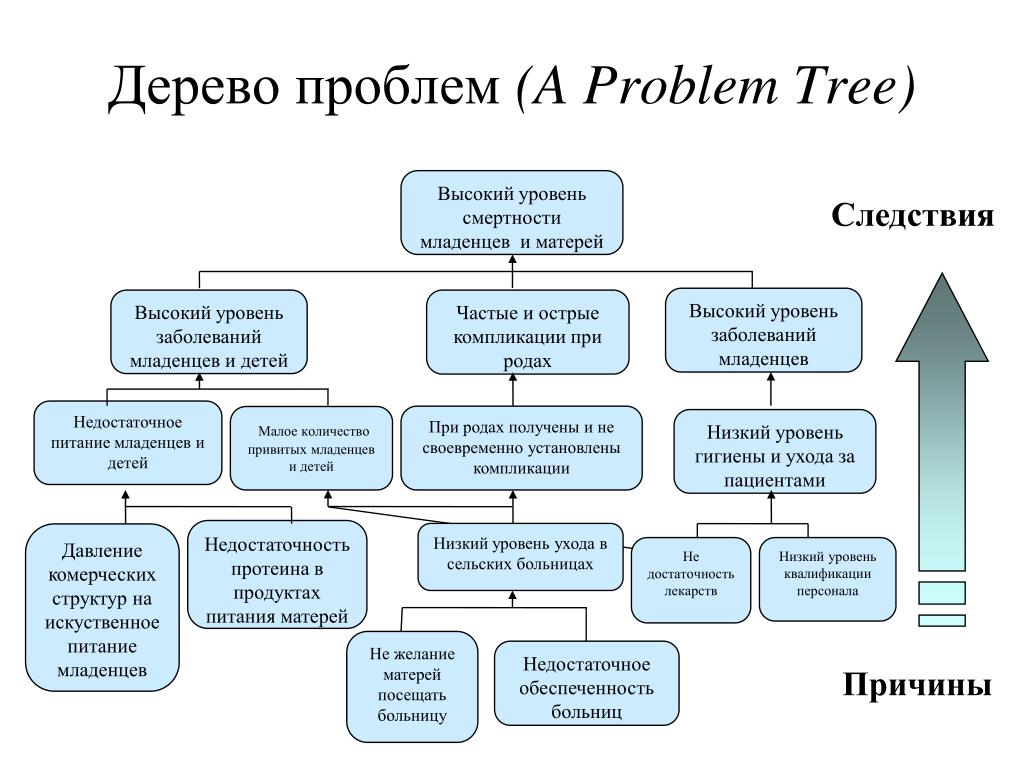 Дерево проблем (A Problem Tree)
Высокий уровень
смертности
младенцев и матерей
Следствия
Высокий уровень
заболеваний
младенцев и детей
Частые и острые
компликации при
родах
Высокий уровень
заболеваний
младенцев
Недостаточное
питание младенцев и
детей
Малое количество
привитых младенцев
и детей
При родах получены и не
своевременно установлены
компликации
Низкий уровень
гигиены и ухода за
пациентами
Давление
комерческих
структур на
искуственное
питание
младенцев
Недостаточность
протеина в
продуктах
питания матерей
Низкий уровень ухода в
сельских больницах
Не
достаточность
лекарств
Низкий уровень
квалификации
персонала
Не желание
матерей
посещать
больницу
Недостаточное
обеспеченность
больниц
Причины